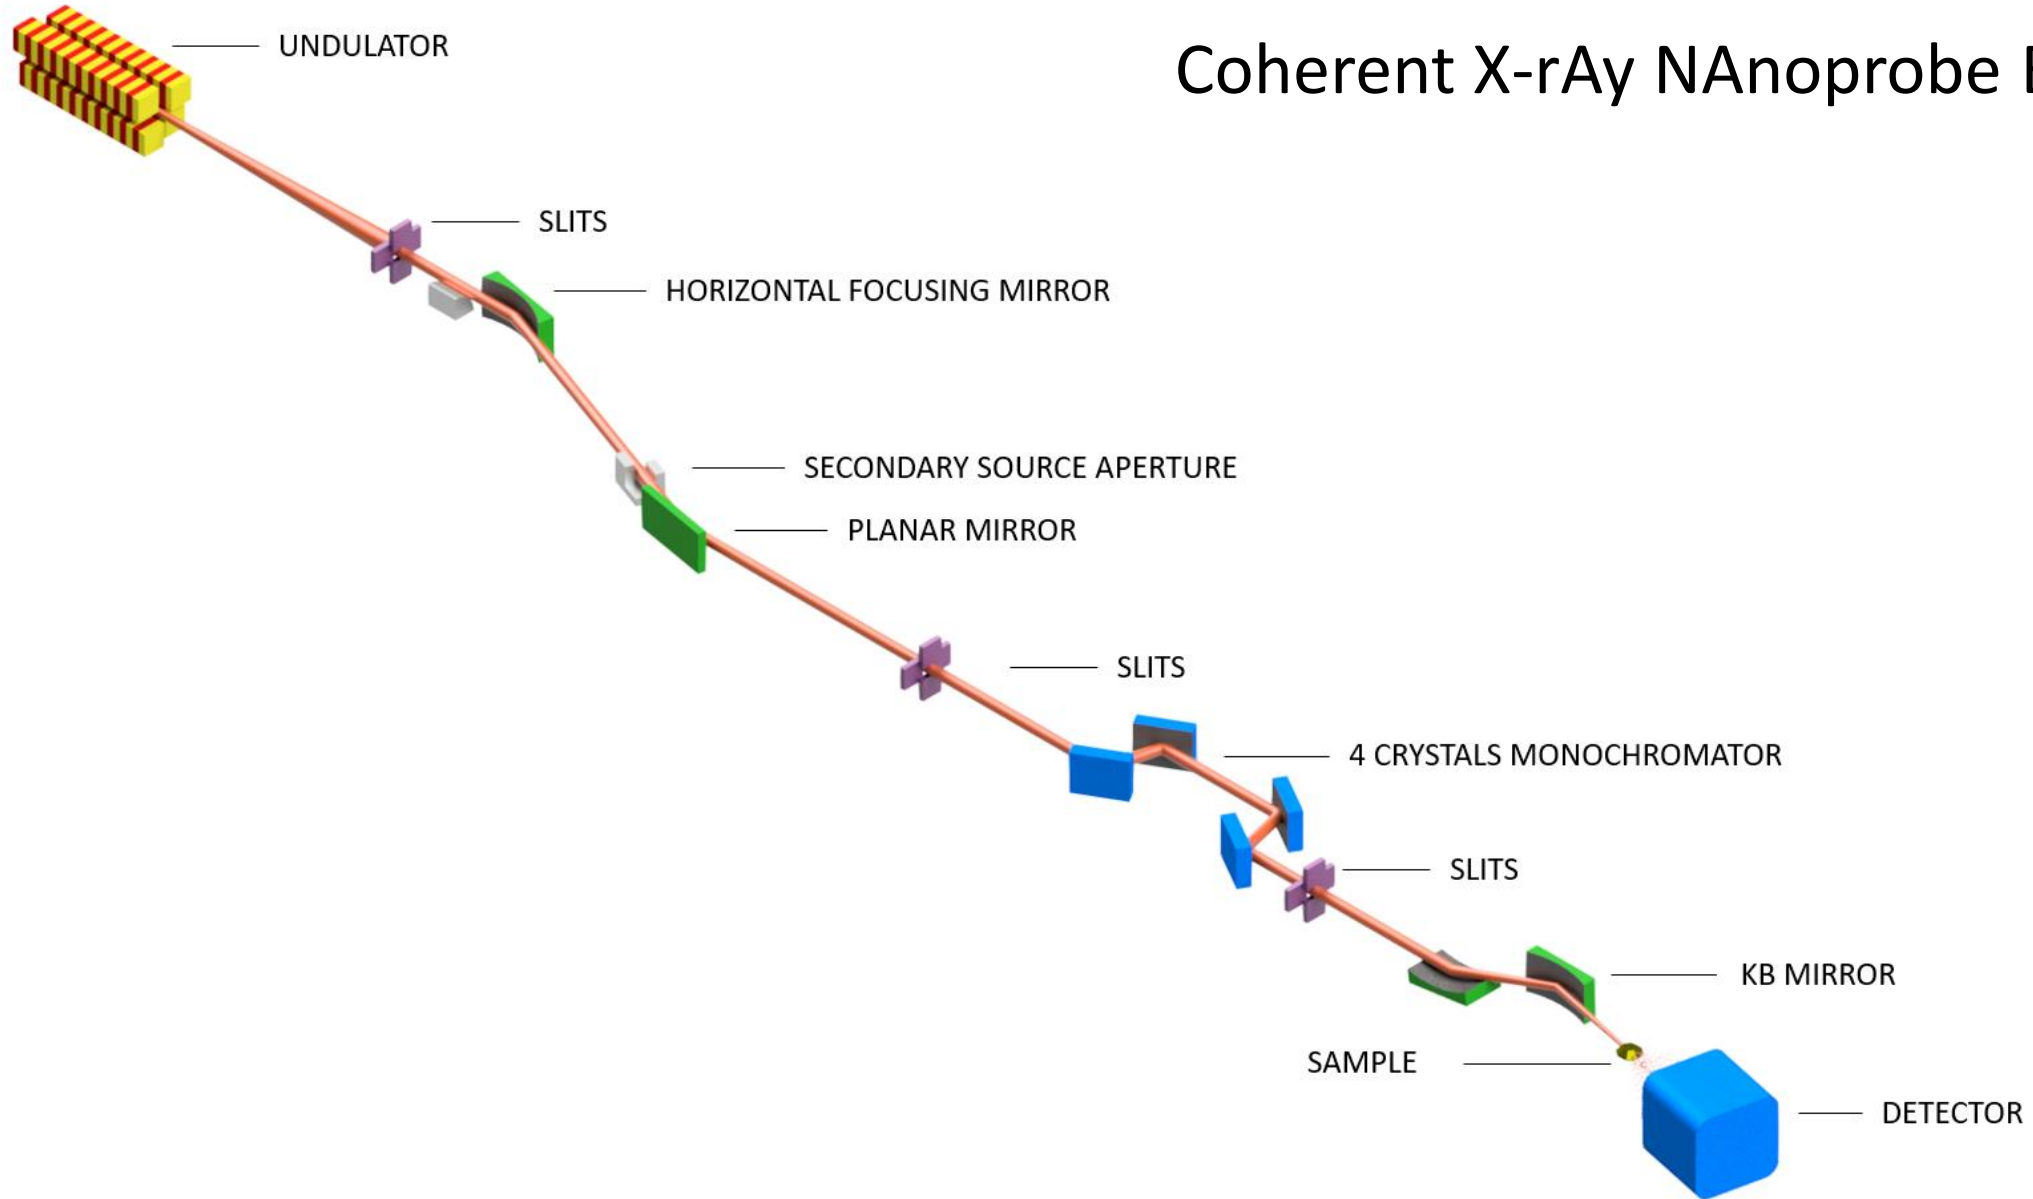 UNDULATOR
Coherent X-rAy NAnoprobe
SLITS
HORIZONTAL FOCUSING MIRROR
SECONDARY SOURCE APERTURE
PLANAR MIRROR
SLITS
4 CRYSTALS MONOCHROMATOR
SLITS
KB MIRROR
SAMPLE
DETECTOR